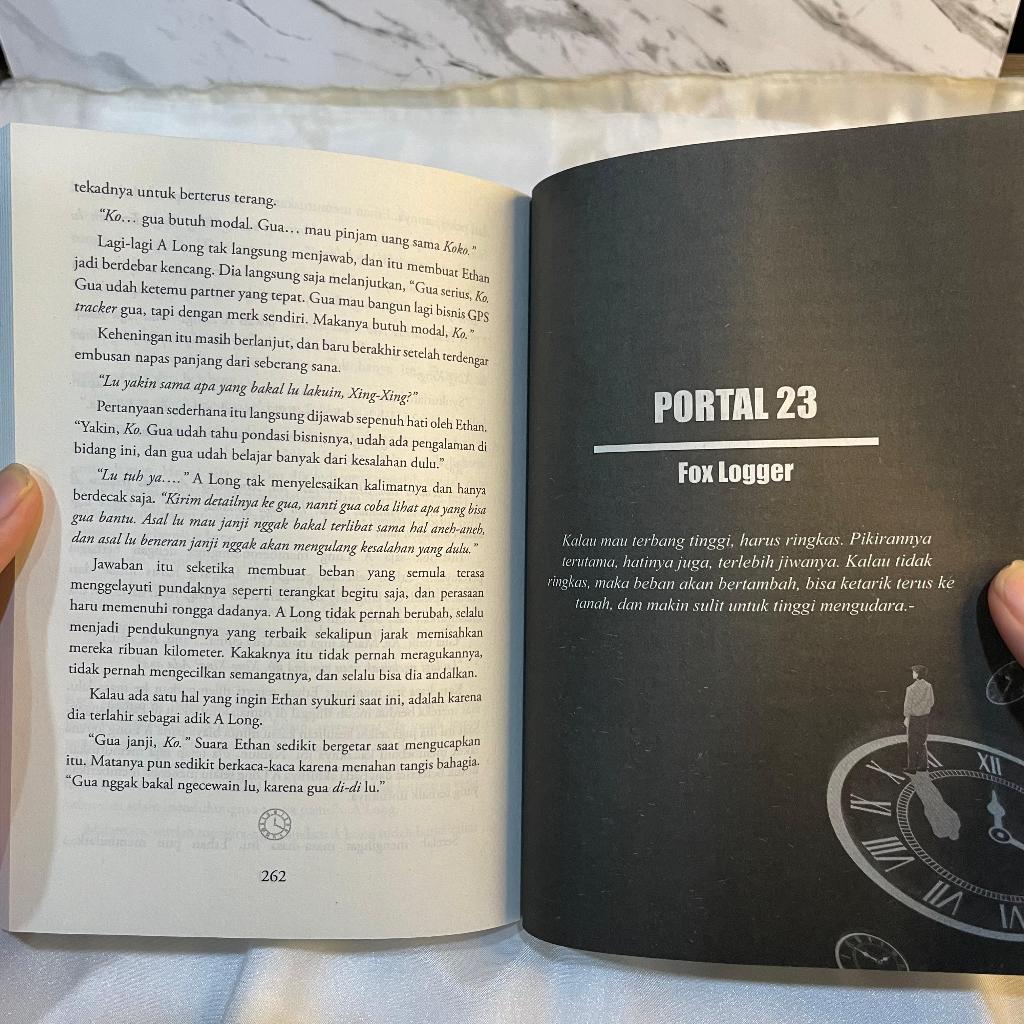 tekadnya untuk berterus terang.
“Ko… gua butuh modal. Gua… mau pinjam uang sama Koko.”
Lagi-lagi A Long tak langsung menjawab, dan itu membuat Ethan
jadi berdebar kencang. Dia langsung saja melanjutkan, “Gua serius, Ko.
Gua udah ketemu partner yang tepat. Gua mau bangun lagi bisnis GPS
tracker gua, tapi dengan merk sendiri. Makanya butuh modal, Ko.”
Keheningan itu masih berlanjut, dan baru berakhir setelah terdengar
embusan napas panjang dari seberang sana.
“Lu yakin sama apa yang bakal lu lakuin, Xing-Xing?”
Pertanyaan sederhana itu langsung dijawab sepenuh hati oleh Ethan.
“Yakin, Ko. Gua udah tahu pondasi bisnisnya, udah ada pengalaman di
bidang ini, dan gua udah belajar banyak dari kesalahan dulu.”
“Lu tuh ya….” A Long tak menyelesaikan kalimatnya dan hanya
berdecak saja. “Kirim detailnya ke gua, nanti gua coba lihat apa yang bisa
gua bantu. Asal lu mau janji nggak bakal terlibat sama hal aneh-aneh,
dan asal lu beneran janji nggak akan mengulang kesalahan yang dulu.”
Jawaban itu seketika membuat beban yang semula terasa
menggelayuti pundaknya seperti terangkat begitu saja, dan perasaan
haru memenuhi rongga dadanya. A Long tidak pernah berubah, selalu
menjadi pendukungnya yang terbaik sekalipun jarak memisahkan
mereka ribuan kilometer. Kakaknya itu tidak pernah meragukannya,
tidak pernah mengecilkan semangatnya, dan selalu bisa dia andalkan.
Kalau ada satu hal yang ingin Ethan syukuri saat ini, adalah karena
dia terlahir sebagai adik A Long.
“Gua janji, Ko.” Suara Ethan sedikit bergetar saat mengucapkan
itu. Matanya pun sedikit berkaca-kaca karena menahan tangis bahagia.
“Gua nggak bakal ngecewain lu, karena gua di-di lu.”
262
PORTAL 23
Fox Logger
Kalau mau terbang tinggi, harus ringkas. Pikirannya
terutama, hatinya juga, terlebih jiwanya. Kalau tidak
ringkas, maka beban akan bertambah, bisa ketarik terus ke
tanah, dan makin sulit untuk tinggi mengudara.-
XII
X
IX
VIII
VII
VI